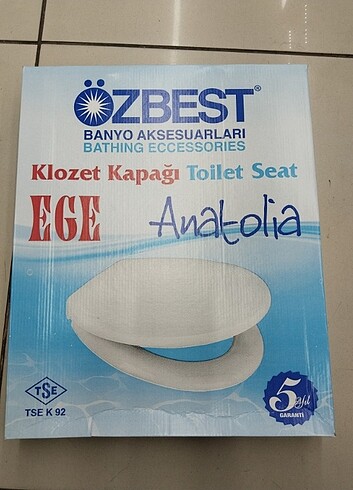 ÖZBEST®
BANYO AKSESUARLARI
BATHING ECCESSORIES
Klozet Kapağı Toilet Seat
EGE Anatolia
TSE
TSE K 92
5 Yıl
GARANTİ